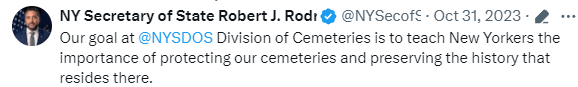 NY Secretary of State Robert J. Rodr @NYSecofS · Oct 31, 2023 · ...
Our goal at @NYSDOS Division of Cemeteries is to teach New Yorkers the
importance of protecting our cemeteries and preserving the history that
resides there.